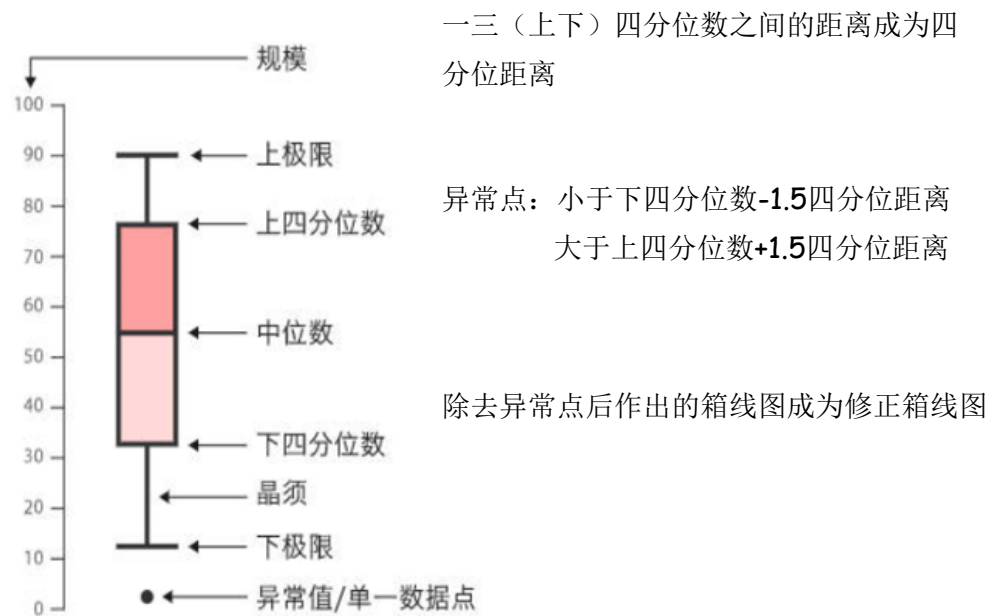 一三（上下）四分位数之间的距离成为四
分位距离
规模
100
90
上极限
80
异常点：小于下四分位数-1.5四分位距离
上四分位数
大于上四分位数+1.5四分位距离
70
60
中位数
50
40
除去异常点后作出的箱线图成为修正箱线图
下四分位数
30
晶须
20
下极限
10
异常值/单一数据点
0